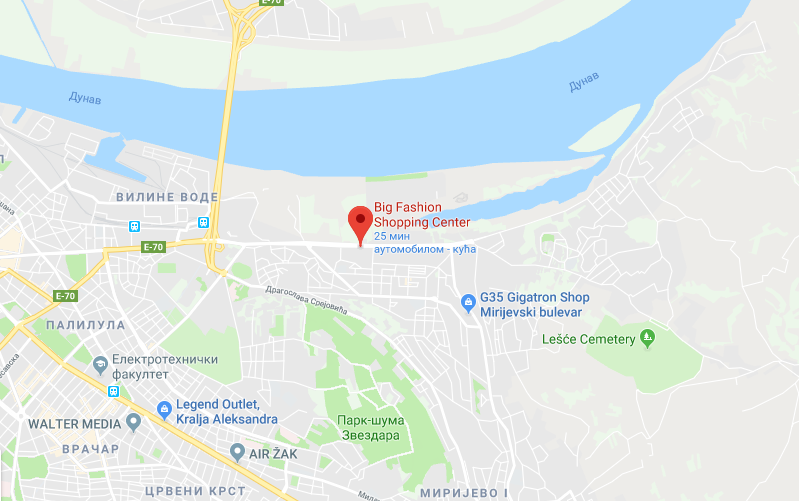 E-70
Дунав
Дунав
ВИЛИНЕ ВОДЕ
Big Fashion
Shopping Center
25 мин
аутомобилом - кућа
E-70
E-70
Драгослава Срејовића
G35 Gigatron Shop
Mirijevski bulevar
ПАЛИЛУЛА
Lešće Cemetery
Електротехнички
факултет
Legend Outlet,
Kralja Aleksandra
WALTER MEDIA
Парк-шума
Звездара
ВРАЧАР
AIR ŽAK
ЦРВЕНИ КРСТ
МИРИЈЕВО I